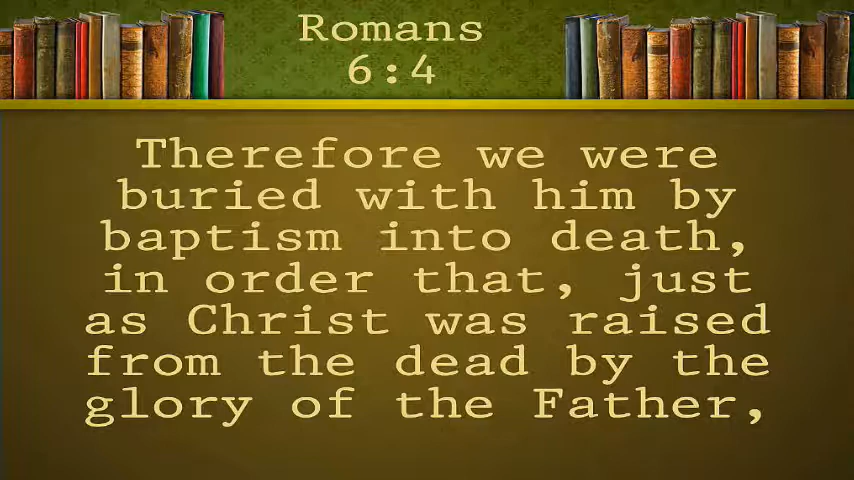 Romans
6:4
Therefore we were
buried with him by
baptism into death,
in order that, just
as Christ was raised
from the dead by the
glory of the Father,